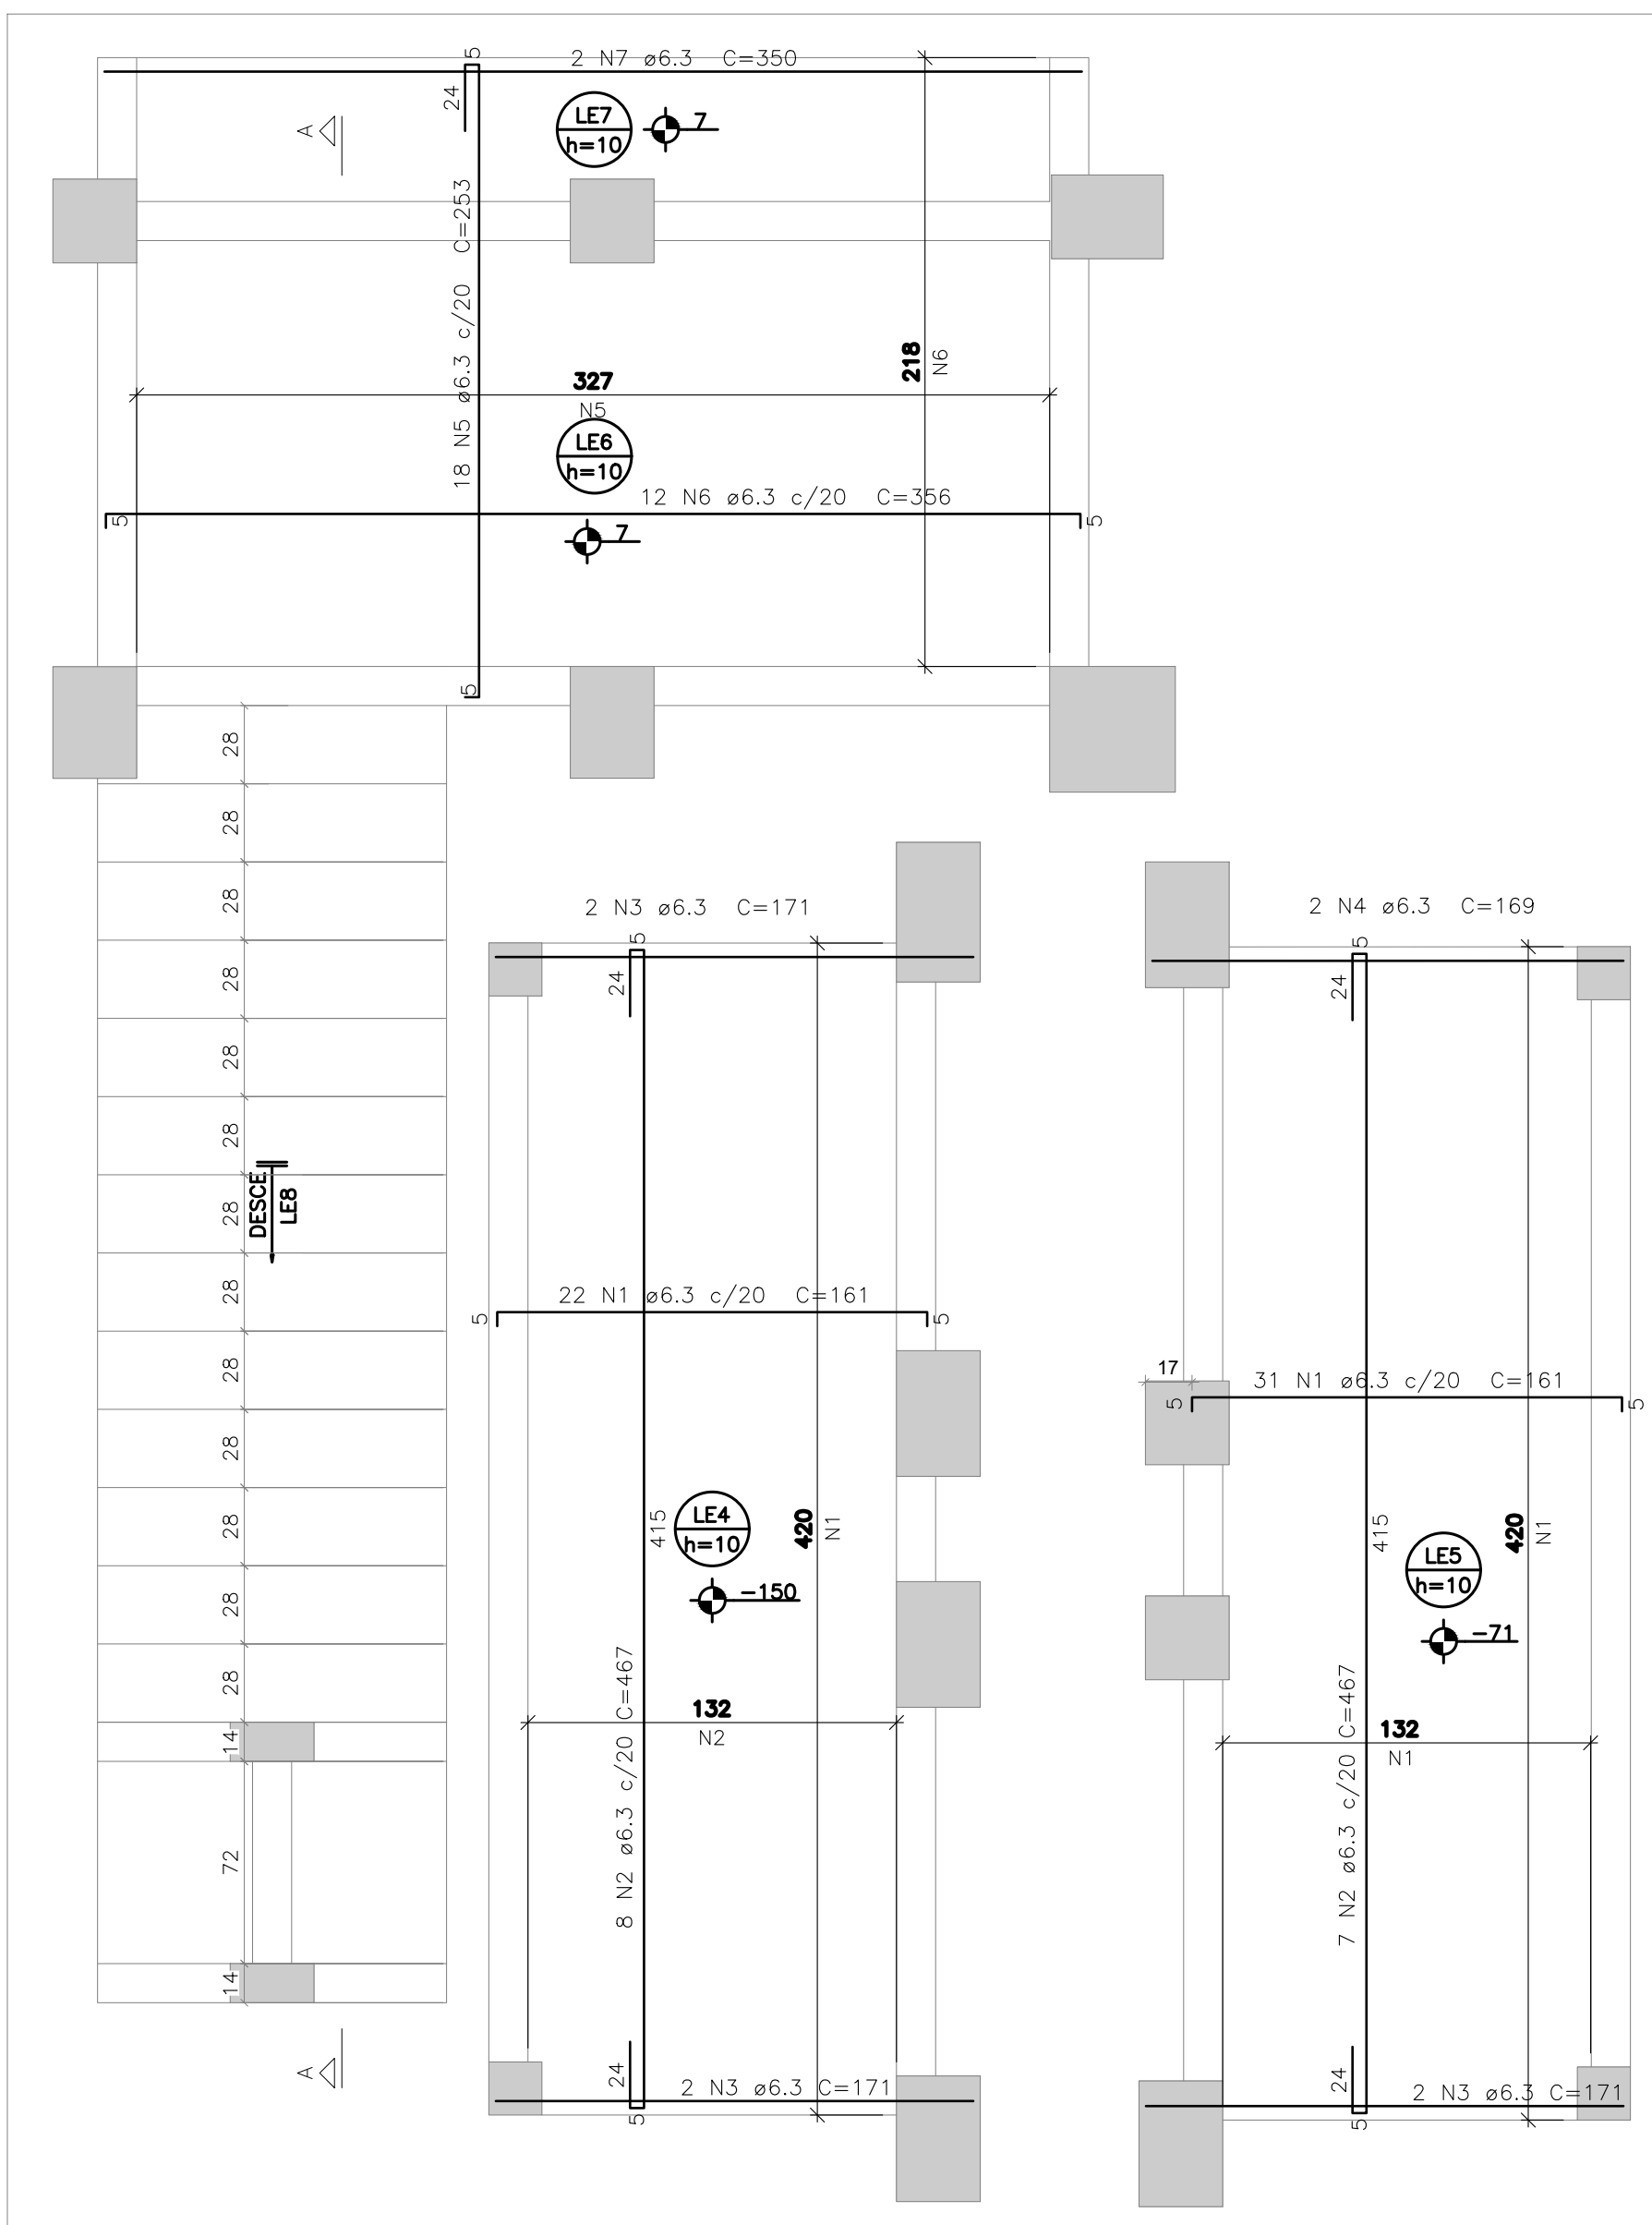 2 N7 ø6.3 C=350
5
24
A
LE7
h=10
7
18 N5 ø6.3 c/20 C=253
218
N6
327
N5
LE6
h=10
12 N6 ø6.3 c/20 C=356
5
5
7
5
28
28
28
28
28
28
28
28
28
28
28
28
28
14
72
14
DESCE
LE8
A
2 N3 ø6.3 C=171
5
24
22 N1 ø6.3 c/20 C=161
5
5
415
LE4
h=10
420
N1
-150
8 N2 ø6.3 c/20 C=467
132
N2
24
2 N3 ø6.3 C=171
5
2 N4 ø6.3 C=169
5
24
17
31 N1 ø6.3 c/20 C=161
5
5
415
LE5
h=10
420
N1
-71
7 N2 ø6.3 c/20 C=467
132
N1
24
2 N3 ø6.3 C=171
5